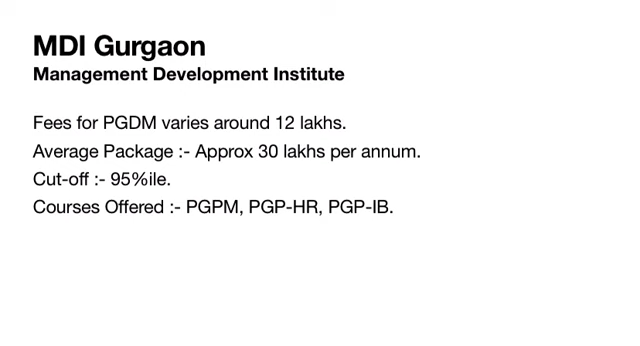 MDI Gurgaon
Management Development Institute
Fees for PGDM varies around 12 lakhs.
Average Package :- Approx 30 lakhs per annum.
Cut-off :- 95%ile.
Courses Offered :- PGPM, PGP-HR, PGP-IB.